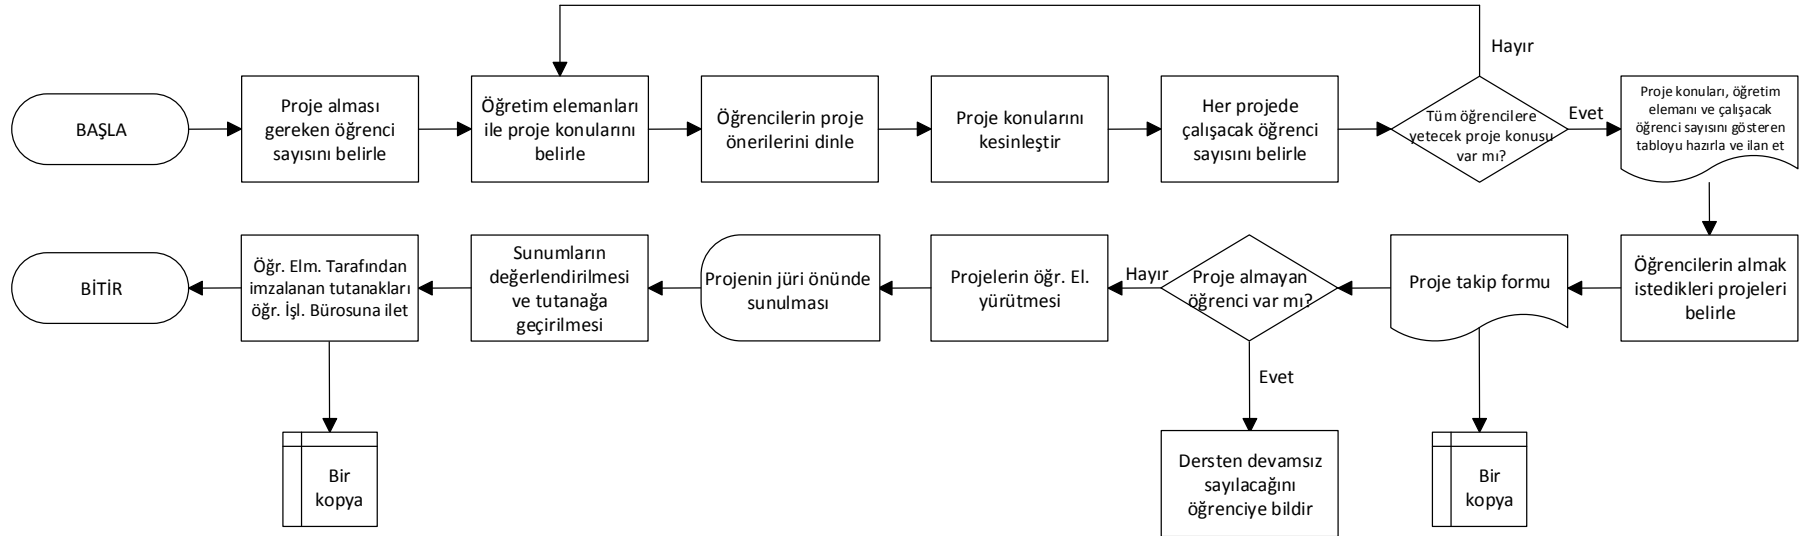 Hayır
BAŞLA
Proje alması
gereken öğrenci
sayısını belirle
Öğretim elemanları
ile proje konularını
belirle
Öğrencilerin proje
önerilerini dinle
Proje konularını
kesinleştir
Her projede
çalışacak öğrenci
sayısını belirle
Tüm öğrencilere
yetecek proje konusu
var mı?
Evet
Proje konuları, öğretim
elemanı ve çalışacak
öğrenci sayısını gösteren
tabloyu hazırla ve ilan et
BİTİR
Öğr. Elm. Tarafından
imzalanan tutanakları
öğr. İşl. Bürosuna ilet
Sunumların
değerlendirilmesi
ve tutanağa
geçirilmesi
Projenin jüri önünde
sunulması
Projelerin öğr. El.
yürütmesi
Hayır
Proje almayan
öğrenci var mı?
Proje takip formu
Öğrencilerin almak
istedikleri projeleri
belirle
Evet
Bir
kopya
Dersten devamsız
sayılacağını
öğrenciye bildir
Bir
kopya